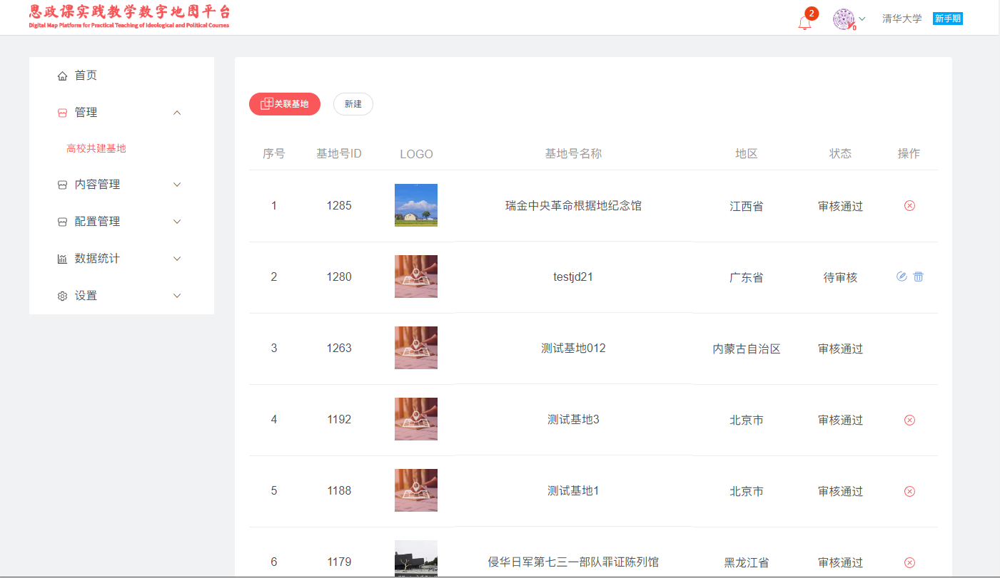 思政课实践教学数字地图平台
Digital Map Platform for Practical Teaching of Ideological and Political Courses
2
0
清华大学 新手期
首页
管理
高校共建基地
内容管理
配置管理
数据统计
设置
关联基地 新建
序号 基地号ID LOGO 基地号名称 地区 状态 操作
1 1285 瑞金中央革命根据地纪念馆 江西省 审核通过
2 1280 testjd21 广东省 待审核
3 1263 测试基地012 内蒙古自治区 审核通过
4 1192 测试基地3 北京市 审核通过
5 1188 测试基地1 北京市 审核通过
6 1179 侵华日军第七三一部队罪证陈列馆 黑龙江省 审核通过